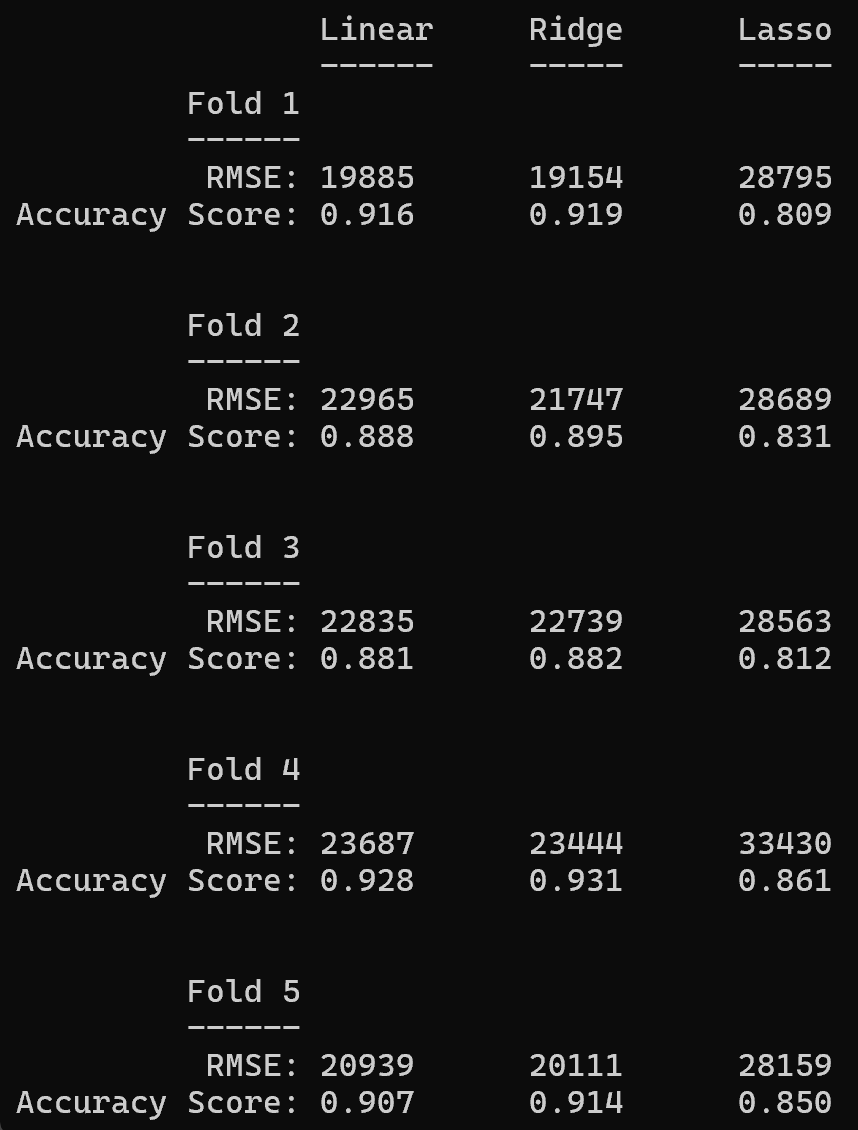 Linear Ridge Lasso
------ ----- -----
Fold 1
------
RMSE: 19885 19154 28795
Accuracy Score: 0.916 0.919 0.809
Fold 2
------
RMSE: 22965 21747 28689
Accuracy Score: 0.888 0.895 0.831
Fold 3
------
RMSE: 22835 22739 28563
Accuracy Score: 0.881 0.882 0.812
Fold 4
------
RMSE: 23687 23444 33430
Accuracy Score: 0.928 0.931 0.861
Fold 5
------
RMSE: 20939 20111 28159
Accuracy Score: 0.907 0.914 0.850